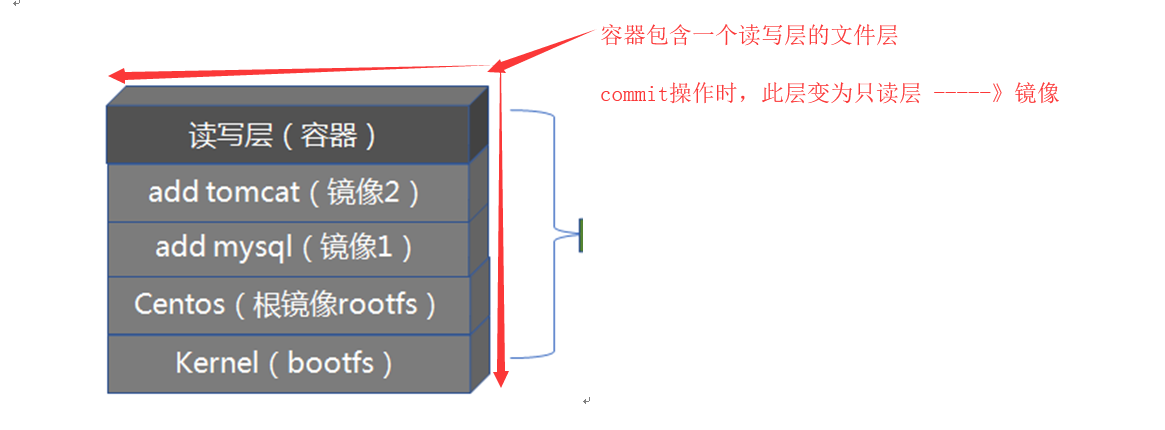 容器包含一个读写层的文件层
commit操作时，此层变为只读层 -----》镜像
读写层（容器）
add tomcat（镜像2）
add mysql（镜像1）
Centos（根镜像rootfs）
Kernel（bootfs）